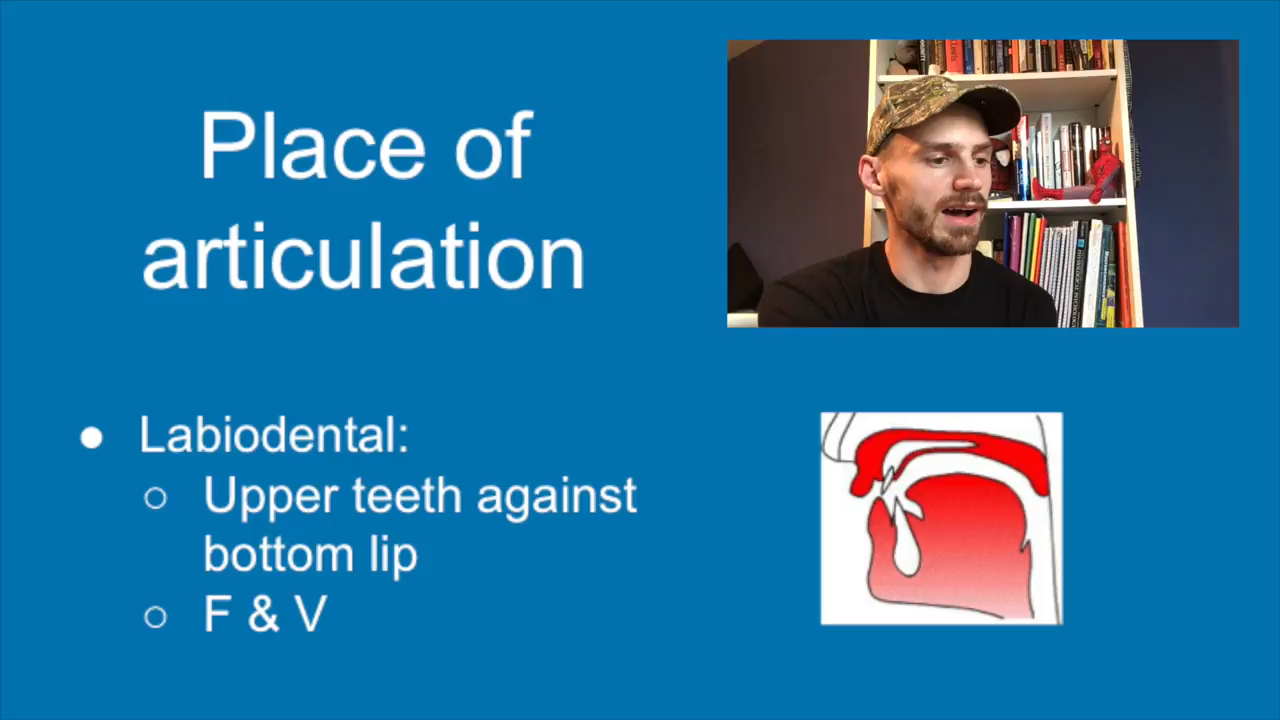 Place of
articulation
● Labiodental:
○ Upper teeth against
bottom lip
○ F & V